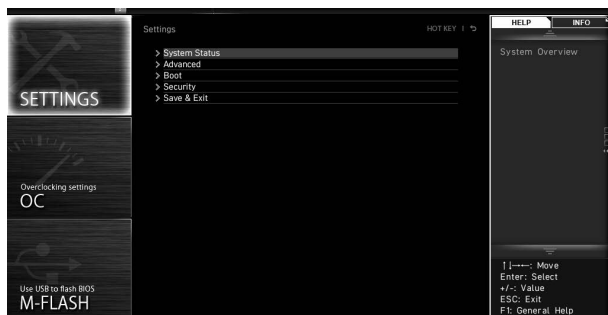 SETTINGS
Overclocking settings
OC
Use USB to flash BIOS
M-FLASH
Settings
HOT KEY | ⮌
> System Status
> Advanced
> Boot
> Security
> Save & Exit
HELP
INFO
System Overview
↑↓→←: Move
Enter: Select
+/-: Value
ESC: Exit
F1: General Help